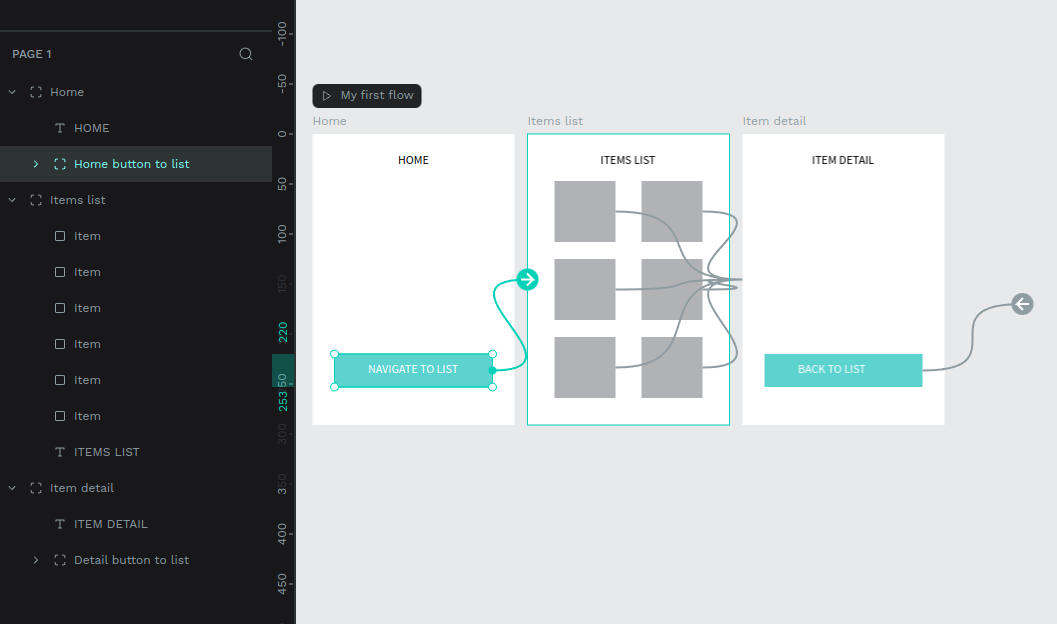 PAGE 1
Home
HOME
Home button to list
Items list
Item
Item
Item
Item
Item
Item
ITEMS LIST
Item detail
ITEM DETAIL
Detail button to list
-100
-50
0
50
100
150
220
250
253
300
350
400
450
My first flow
Home
Items list
Item detail
HOME
ITEMS LIST
ITEM DETAIL
NAVIGATE TO LIST
BACK TO LIST